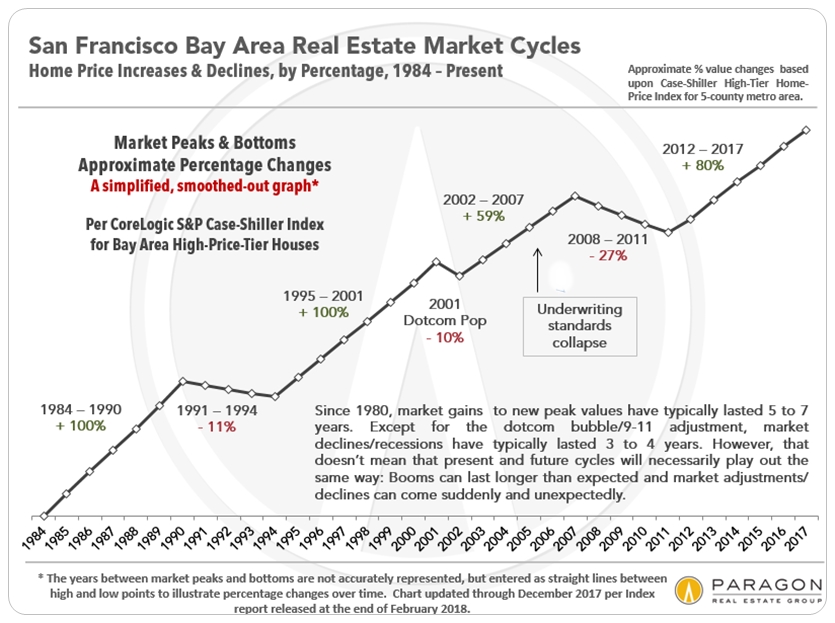 San Francisco Bay Area Real Estate Market Cycles
Home Price Increases & Declines, by Percentage, 1984 – Present
Approximate % value changes based
upon Case-Shiller High-Tier Home-
Price Index for 5-county metro area.
Market Peaks & Bottoms
Approximate Percentage Changes
A simplified, smoothed-out graph*
Per CoreLogic S&P Case-Shiller Index
for Bay Area High-Price-Tier Houses
2012 – 2017
+ 80%
2002 – 2007
+ 59%
2008 – 2011
- 27%
1995 – 2001
+ 100%
2001
Dotcom Pop
- 10%
Underwriting
standards
collapse
1984 – 1990
+ 100%
1991 – 1994
- 11%
Since 1980, market gains to new peak values have typically lasted 5 to 7
years. Except for the dotcom bubble/9-11 adjustment, market
declines/recessions have typically lasted 3 to 4 years. However, that
doesn't mean that present and future cycles will necessarily play out the
same way: Booms can last longer than expected and market adjustments/
declines can come suddenly and unexpectedly.
1984 1985 1986 1987 1988 1989 1990 1991 1992 1993 1994 1995 1996 1997 1998 1999 2000 2001 2002 2003 2004 2005 2006 2007 2008 2009 2010 2011 2012 2013 2014 2015 2016 2017
* The years between market peaks and bottoms are not accurately represented, but entered as straight lines between
high and low points to illustrate percentage changes over time. Chart updated through December 2017 per Index
report released at the end of February 2018.
PARAGON
REAL ESTATE GROUP